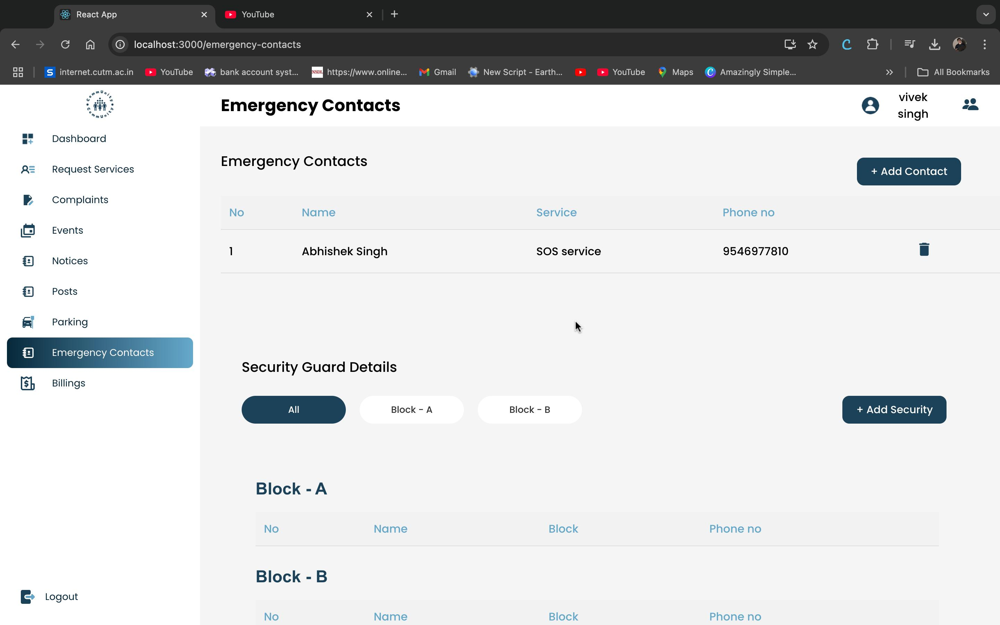 React App
YouTube
localhost:3000/emergency-contacts
internet.cutm.ac.in YouTube bank account syst... https://www.online... Gmail New Script - Earth... YouTube Maps Amazingly Simple... All Bookmarks
CommUnity CommUnity
Emergency Contacts
vivek
singh
Dashboard
Request Services
Complaints
Events
Notices
Posts
Parking
Emergency Contacts
Billings
Logout
Emergency Contacts
+ Add Contact
No Name Service Phone no
1 Abhishek Singh SOS service 9546977810
Security Guard Details
All Block - A Block - B
+ Add Security
Block - A
No Name Block Phone no
Block - B
No Name Block Phone no